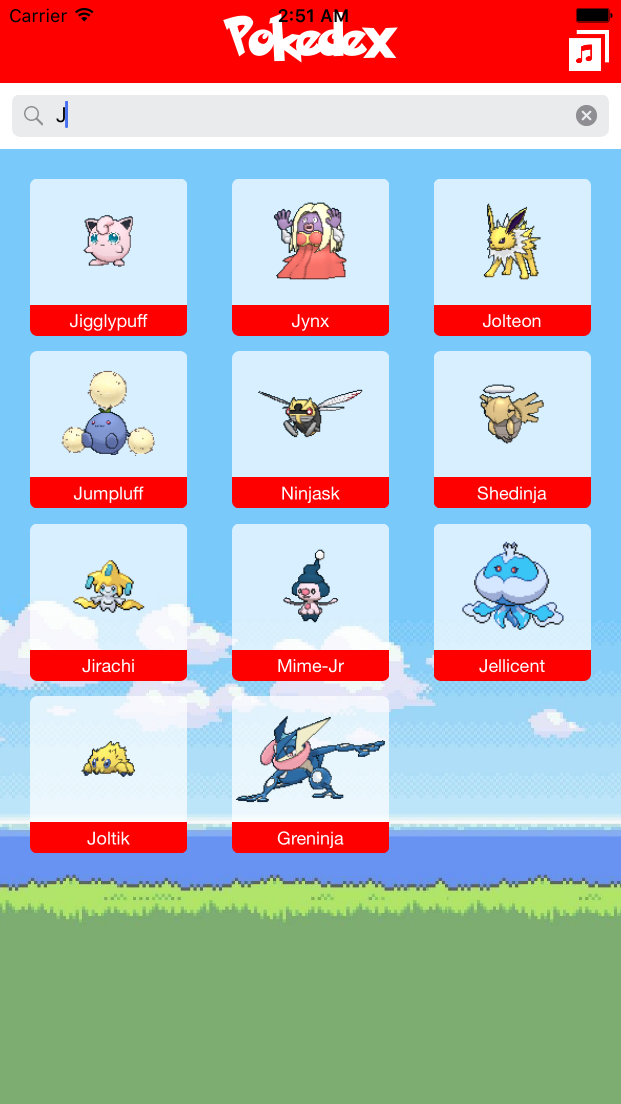 Carrier 2:51 AM
Pokedex
J
Jigglypuff Jynx Jolteon
Jumpluff Ninjask Shedinja
Jirachi Mime-Jr Jellicent
Joltik Greninja